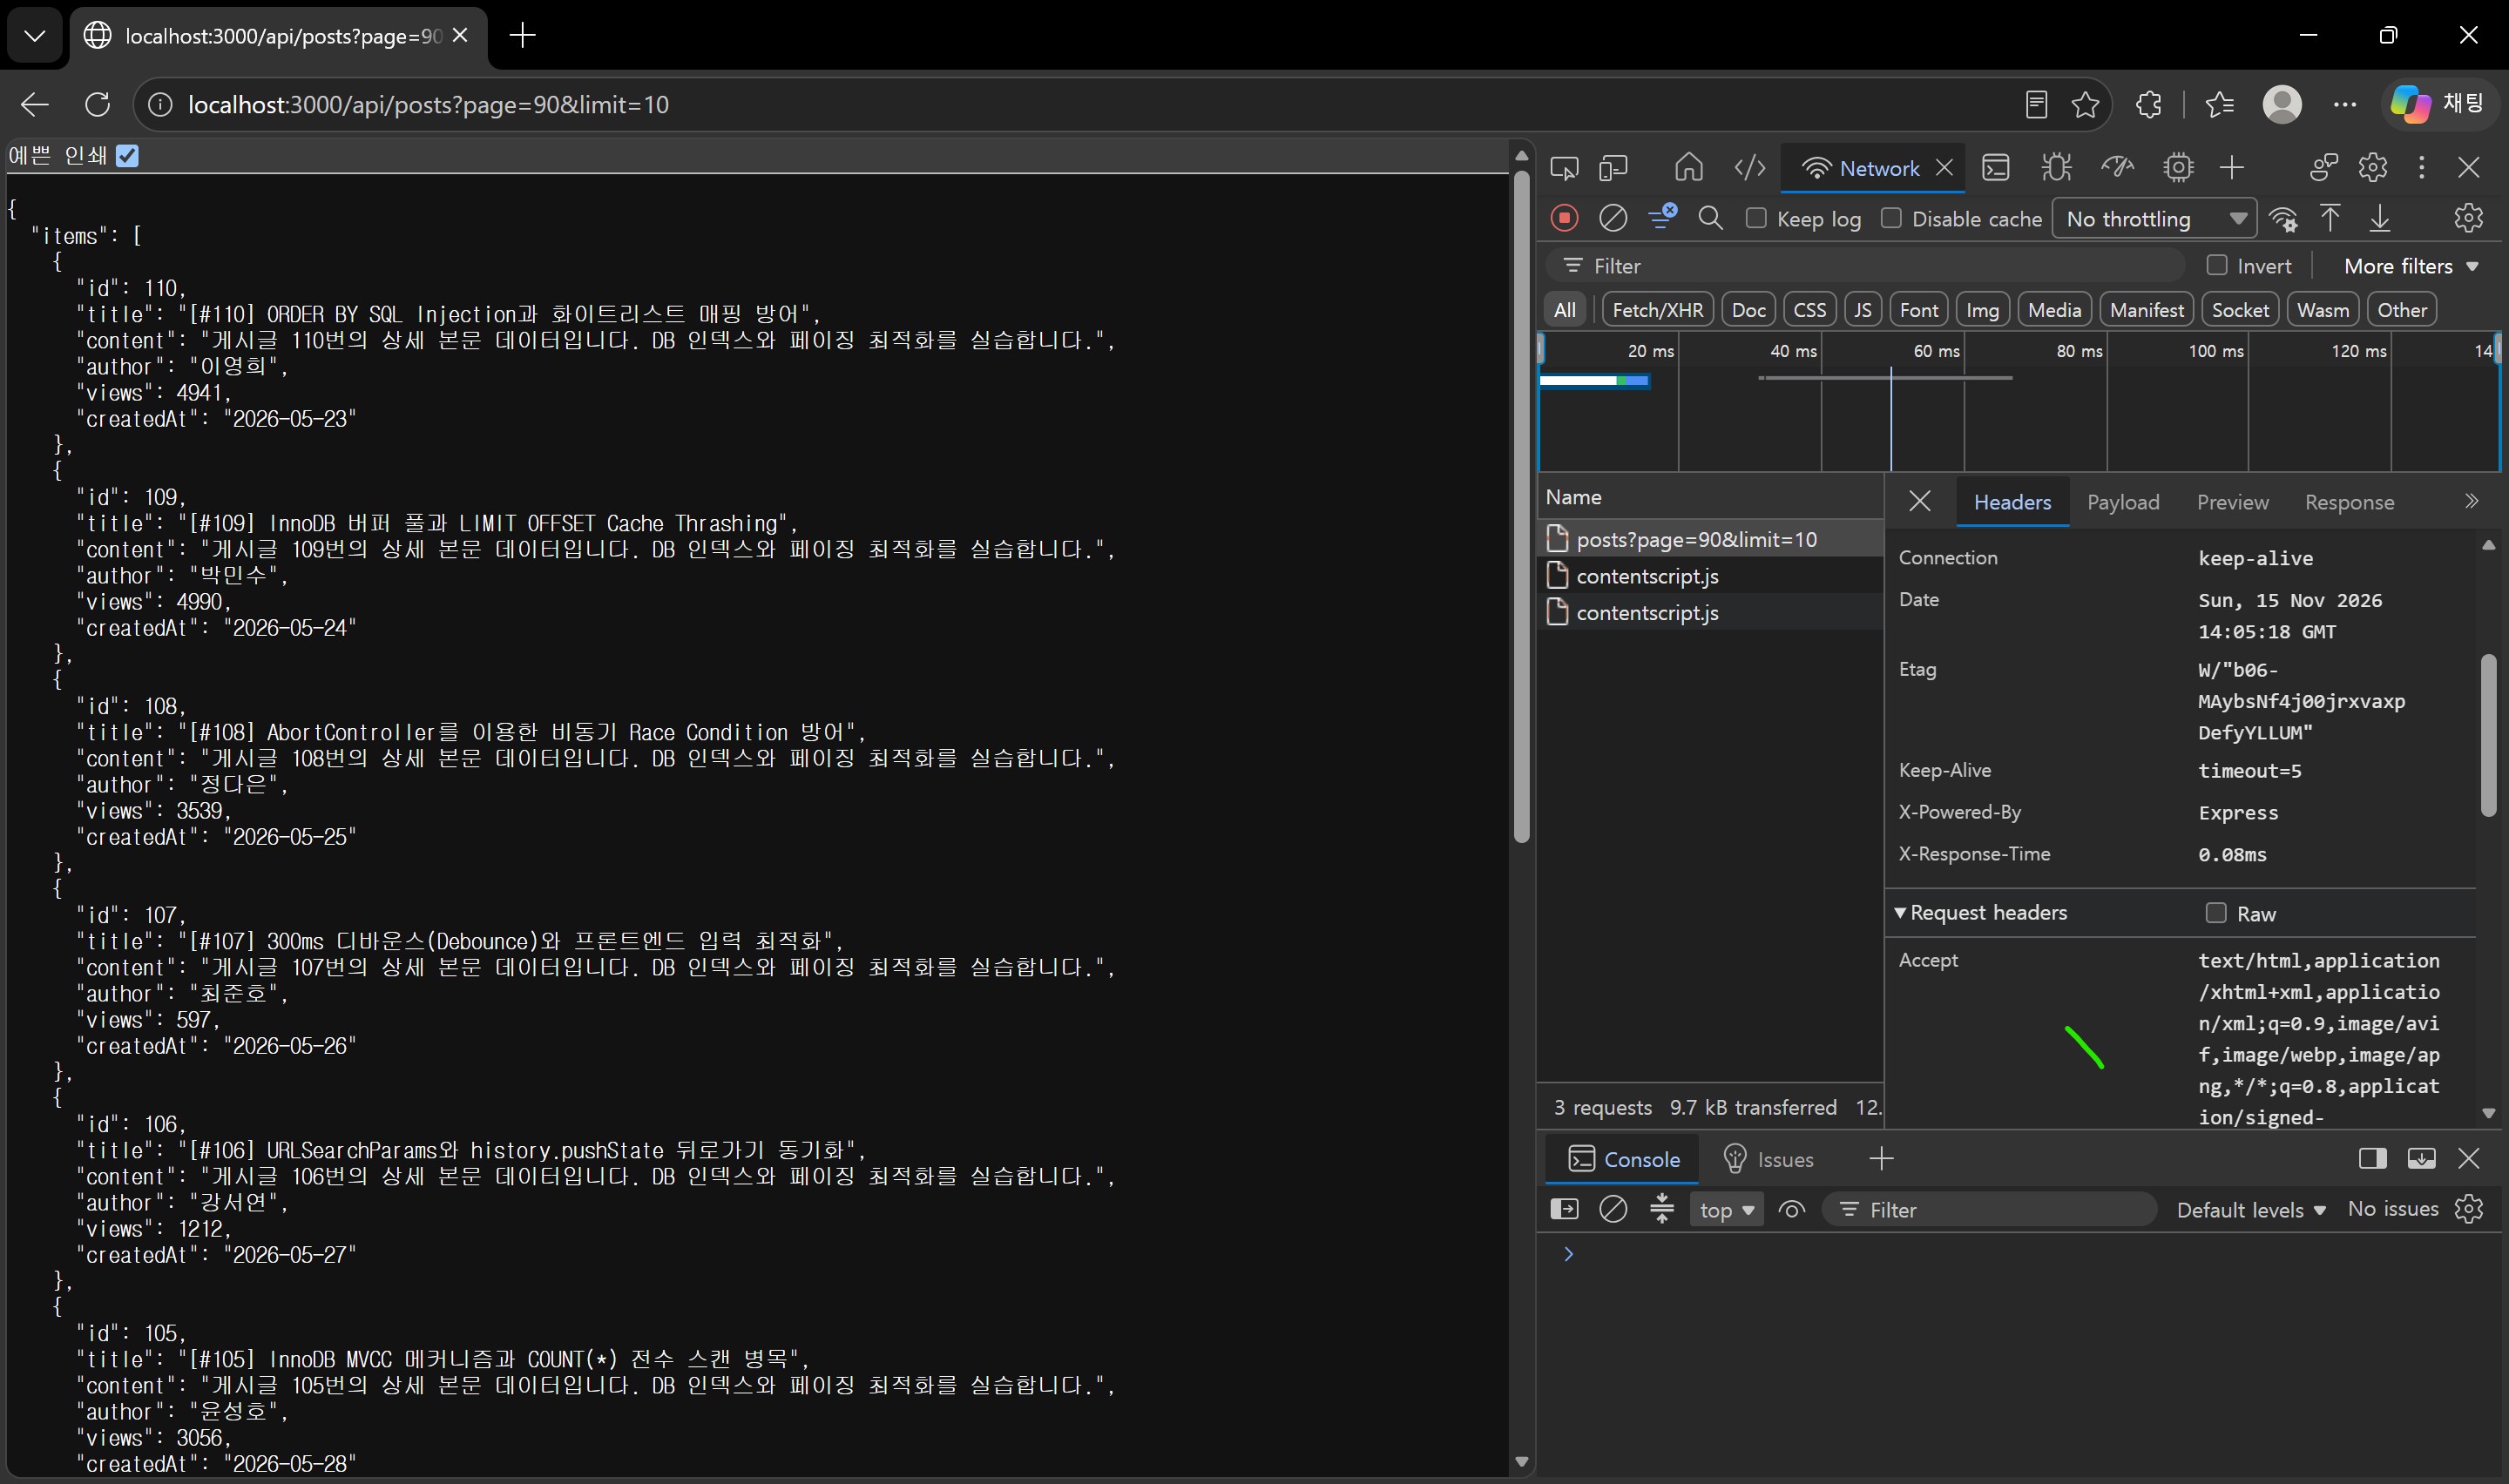 localhost:3000/api/posts?page=90
localhost:3000/api/posts?page=90&limit=10
채팅
예쁜 인쇄
{
"items": [
{
"id": 110,
"title": "[#110] ORDER BY SQL Injection과 화이트리스트 매핑 방어",
"content": "게시글 110번의 상세 본문 데이터입니다. DB 인덱스와 페이징 최적화를 실습합니다.",
"author": "이영희",
"views": 4941,
"createdAt": "2026-05-23"
},
{
"id": 109,
"title": "[#109] InnoDB 버퍼 풀과 LIMIT OFFSET Cache Thrashing",
"content": "게시글 109번의 상세 본문 데이터입니다. DB 인덱스와 페이징 최적화를 실습합니다.",
"author": "박민수",
"views": 4990,
"createdAt": "2026-05-24"
},
{
"id": 108,
"title": "[#108] AbortController를 이용한 비동기 Race Condition 방어",
"content": "게시글 108번의 상세 본문 데이터입니다. DB 인덱스와 페이징 최적화를 실습합니다.",
"author": "정다은",
"views": 3539,
"createdAt": "2026-05-25"
},
{
"id": 107,
"title": "[#107] 300ms 디바운스(Debounce)와 프론트엔드 입력 최적화",
"content": "게시글 107번의 상세 본문 데이터입니다. DB 인덱스와 페이징 최적화를 실습합니다.",
"author": "최준호",
"views": 597,
"createdAt": "2026-05-26"
},
{
"id": 106,
"title": "[#106] URLSearchParams와 history.pushState 뒤로가기 동기화",
"content": "게시글 106번의 상세 본문 데이터입니다. DB 인덱스와 페이징 최적화를 실습합니다.",
"author": "강서연",
"views": 1212,
"createdAt": "2026-05-27"
},
{
"id": 105,
"title": "[#105] InnoDB MVCC 메커니즘과 COUNT(*) 전수 스캔 병목",
"content": "게시글 105번의 상세 본문 데이터입니다. DB 인덱스와 페이징 최적화를 실습합니다.",
"author": "윤성호",
"views": 3056,
"createdAt": "2026-05-28"
Network
Keep log Disable cache No throttling
Filter Invert More filters
All Fetch/XHR Doc CSS JS Font Img Media Manifest Socket Wasm Other
20 ms 40 ms 60 ms 80 ms 100 ms 120 ms 14
Name
posts?page=90&limit=10
contentscript.js
contentscript.js
3 requests 9.7 kB transferred 12.
Headers Payload Preview Response
Connection keep-alive
Date Sun, 15 Nov 2026
14:05:18 GMT
Etag W/"b06-
MAybsNf4j00jrxvaxp
DefyYLLUM"
Keep-Alive timeout=5
X-Powered-By Express
X-Response-Time 0.08ms
Request headers Raw
Accept text/html,application
/xhtml+xml,applicatio
n/xml;q=0.9,image/avi
f,image/webp,image/ap
ng,*/*;q=0.8,applicat
ion/signed-
Console Issues
top Filter Default levels No issues